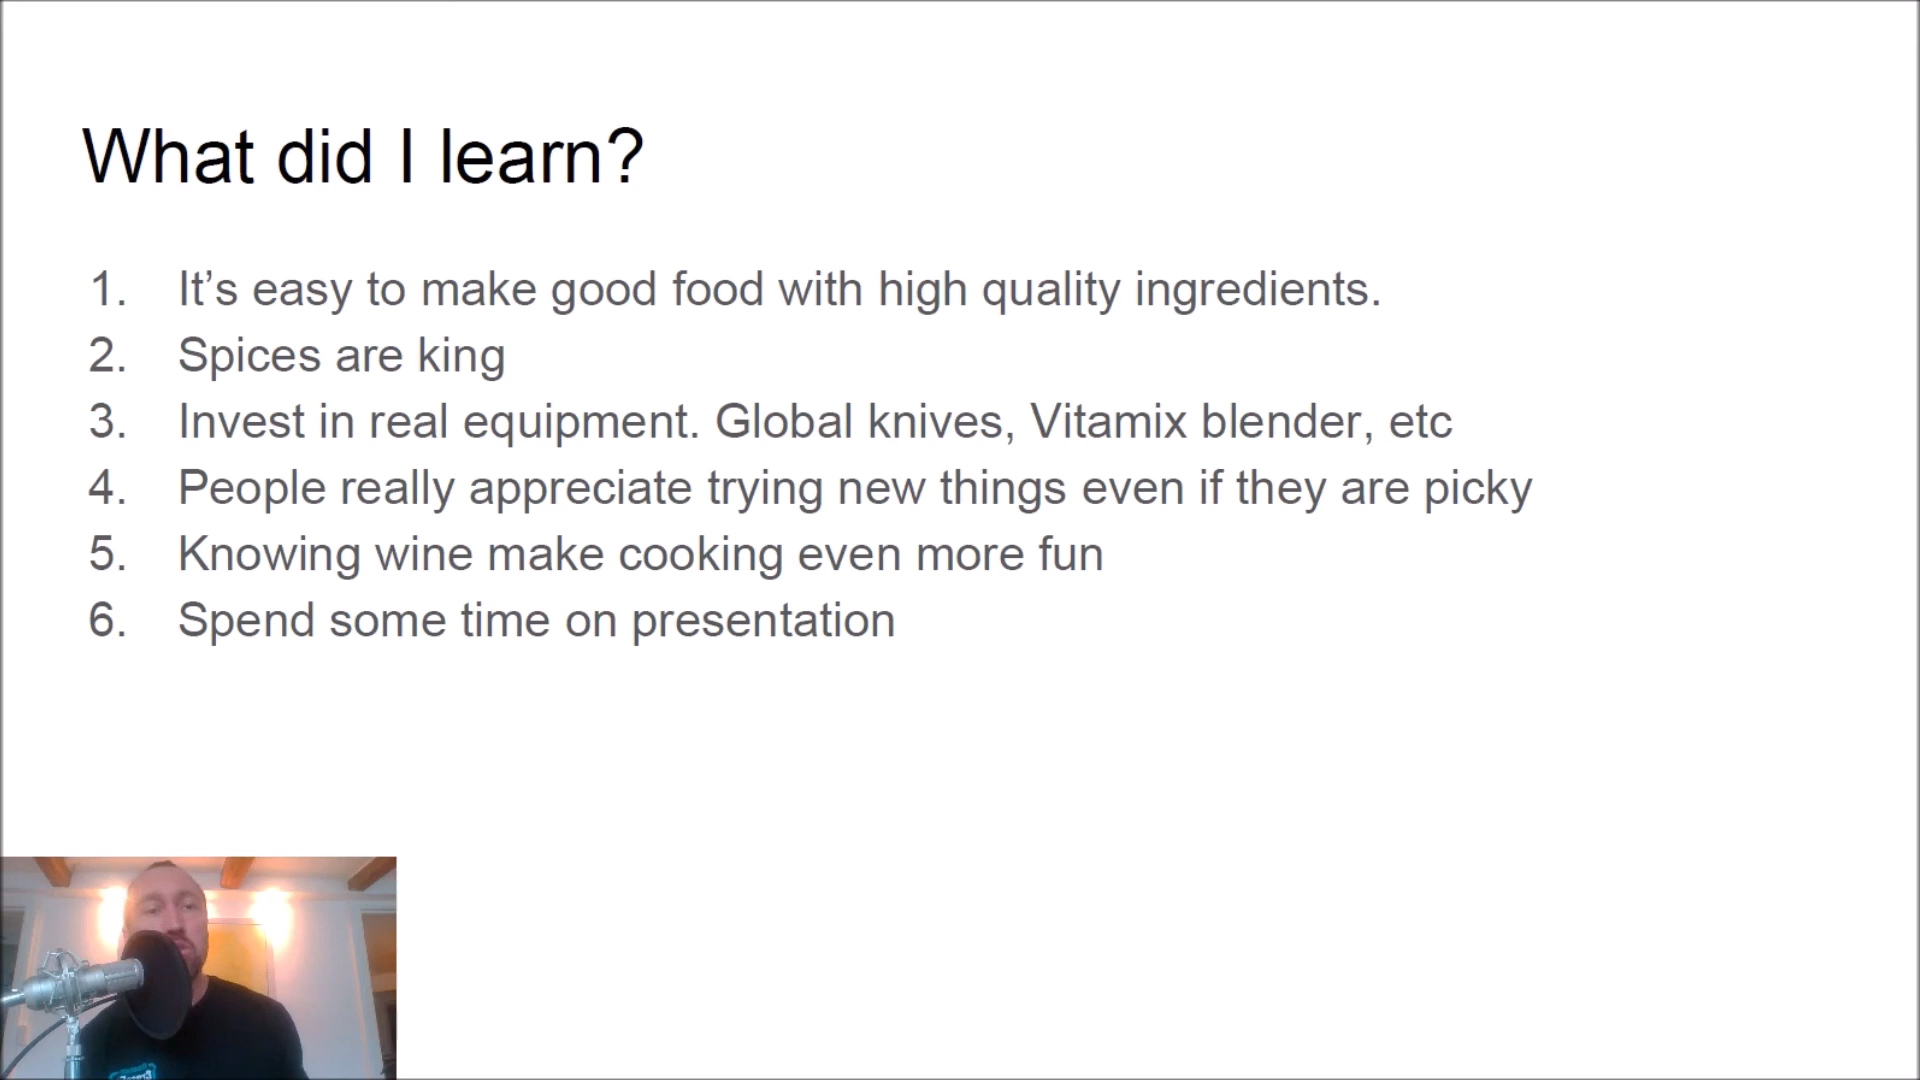 What did I learn?
1. It’s easy to make good food with high quality ingredients.
2. Spices are king
3. Invest in real equipment. Global knives, Vitamix blender, etc
4. People really appreciate trying new things even if they are picky
5. Knowing wine make cooking even more fun
6. Spend some time on presentation